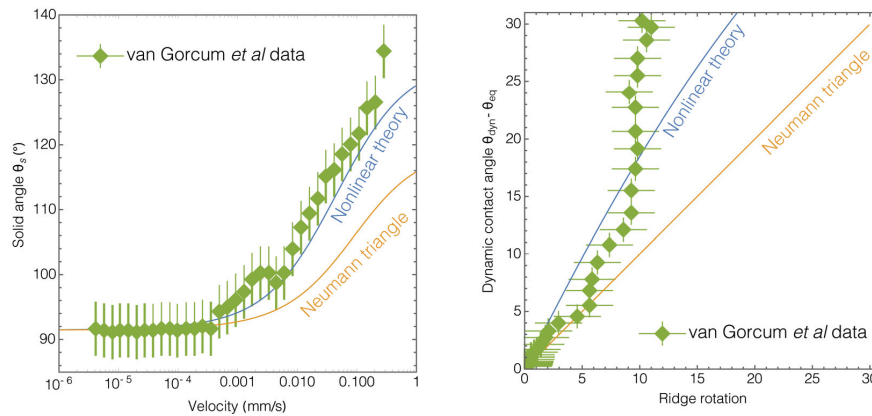 van Gorcum et al data
Solid angle θs (°)
140
130
120
110
100
90
Nonlinear theory
Neumann triangle
10-6
10-5
10-4
0.001
0.010
0.100
1
Velocity (mm/s)
Dynamic contact angle θdyn- θeq
30
25
20
15
10
5
0
Nonlinear theory
Neumann triangle
van Gorcum et al data
0
5
10
15
20
25
30
Ridge rotation